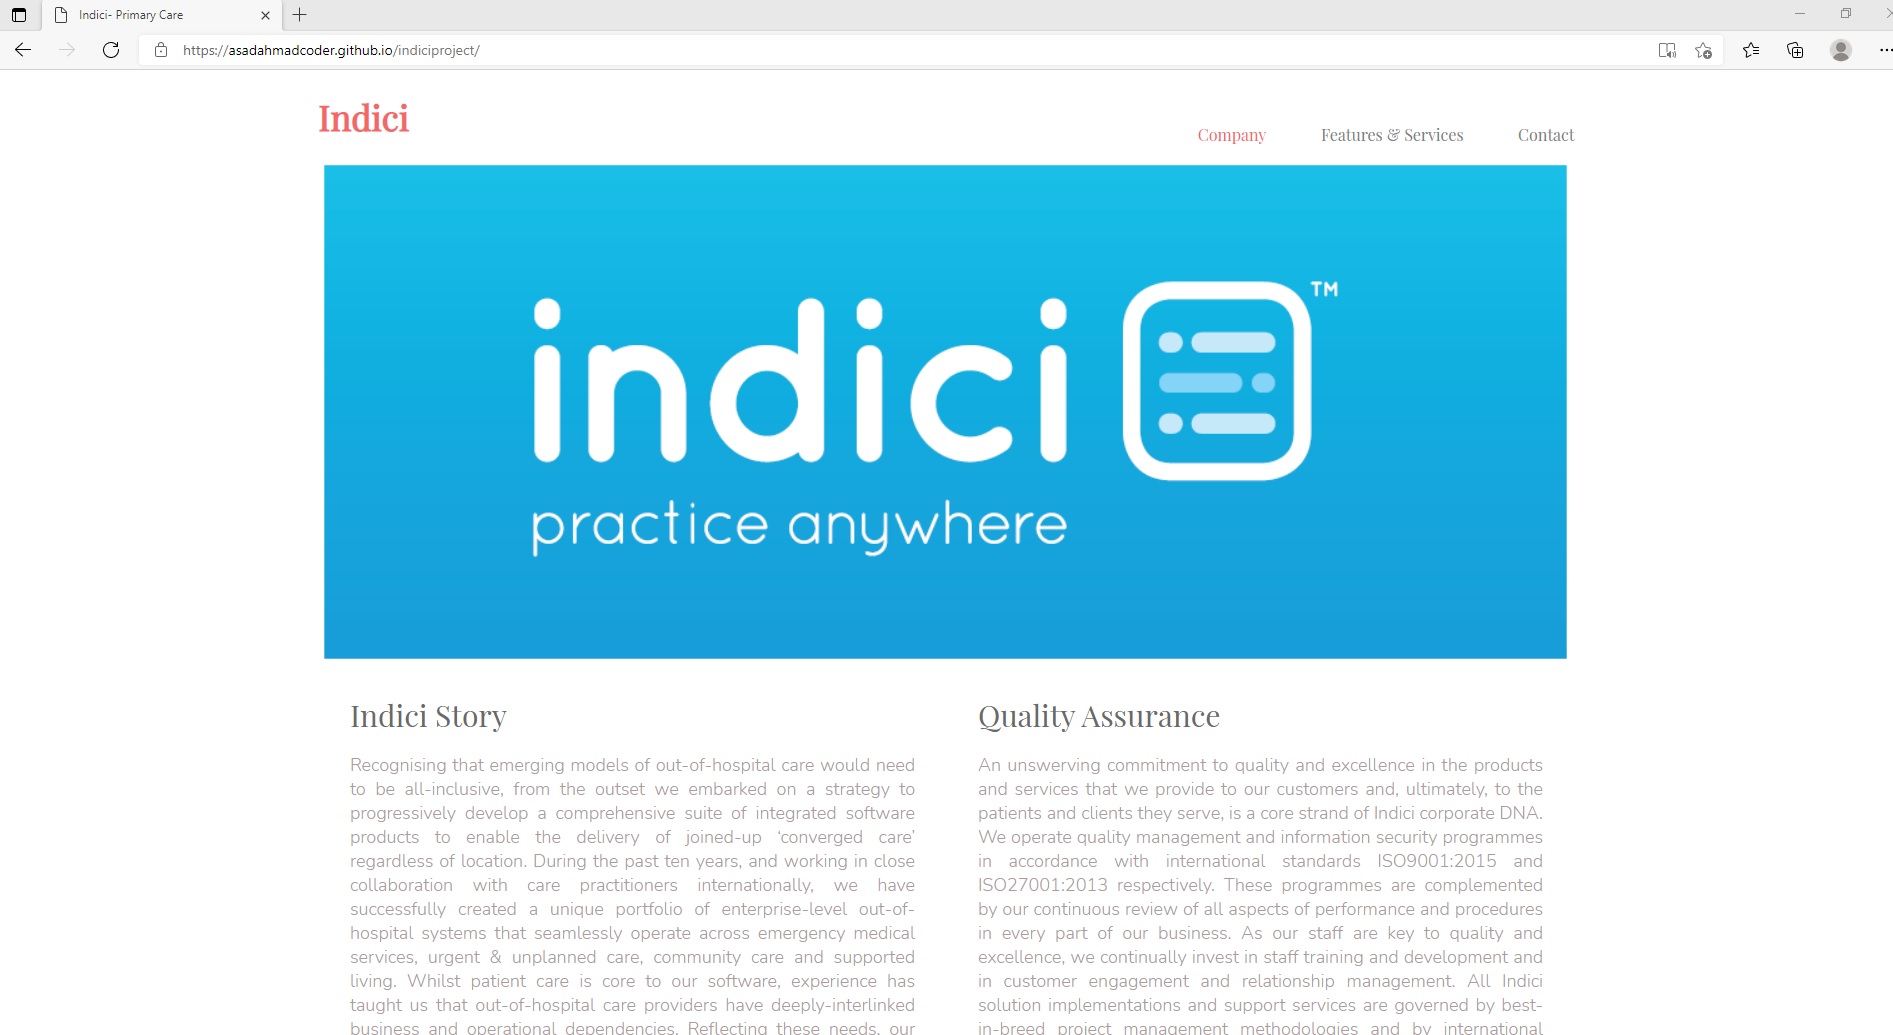 Indici- Primary Care
https://asadahmadcoder.github.io/indiciproject/
Indici
Company
Features & Services
Contact
indici
TM
practice anywhere
Indici Story
Recognising that emerging models of out-of-hospital care would need
to be all-inclusive, from the outset we embarked on a strategy to
progressively develop a comprehensive suite of integrated software
products to enable the delivery of joined-up ‘converged care’
regardless of location. During the past ten years, and working in close
collaboration with care practitioners internationally, we have
successfully created a unique portfolio of enterprise-level out-of-
hospital systems that seamlessly operate across emergency medical
services, urgent & unplanned care, community care and supported
living. Whilst patient care is core to our software, experience has
taught us that out-of-hospital care providers have deeply-interlinked
business and operational dependencies. Reflecting these needs, our
Quality Assurance
An unswerving commitment to quality and excellence in the products
and services that we provide to our customers and, ultimately, to the
patients and clients they serve, is a core strand of Indici corporate DNA.
We operate quality management and information security programmes
in accordance with international standards ISO9001:2015 and
ISO27001:2013 respectively. These programmes are complemented
by our continuous review of all aspects of performance and procedures
in every part of our business. As our staff are key to quality and
excellence, we continually invest in staff training and development and
in customer engagement and relationship management. All Indici
solution implementations and support services are governed by best-
in-breed project management methodologies and by international